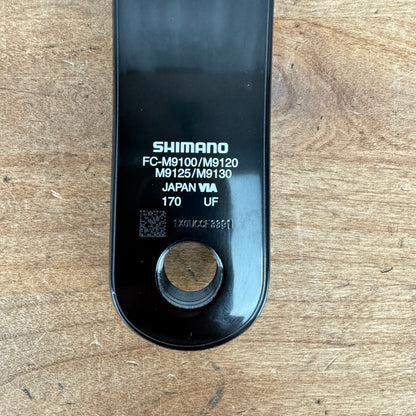 SHIMANO
FC-M9100/M9120
M9125/M9130
JAPAN VIA
170 UF